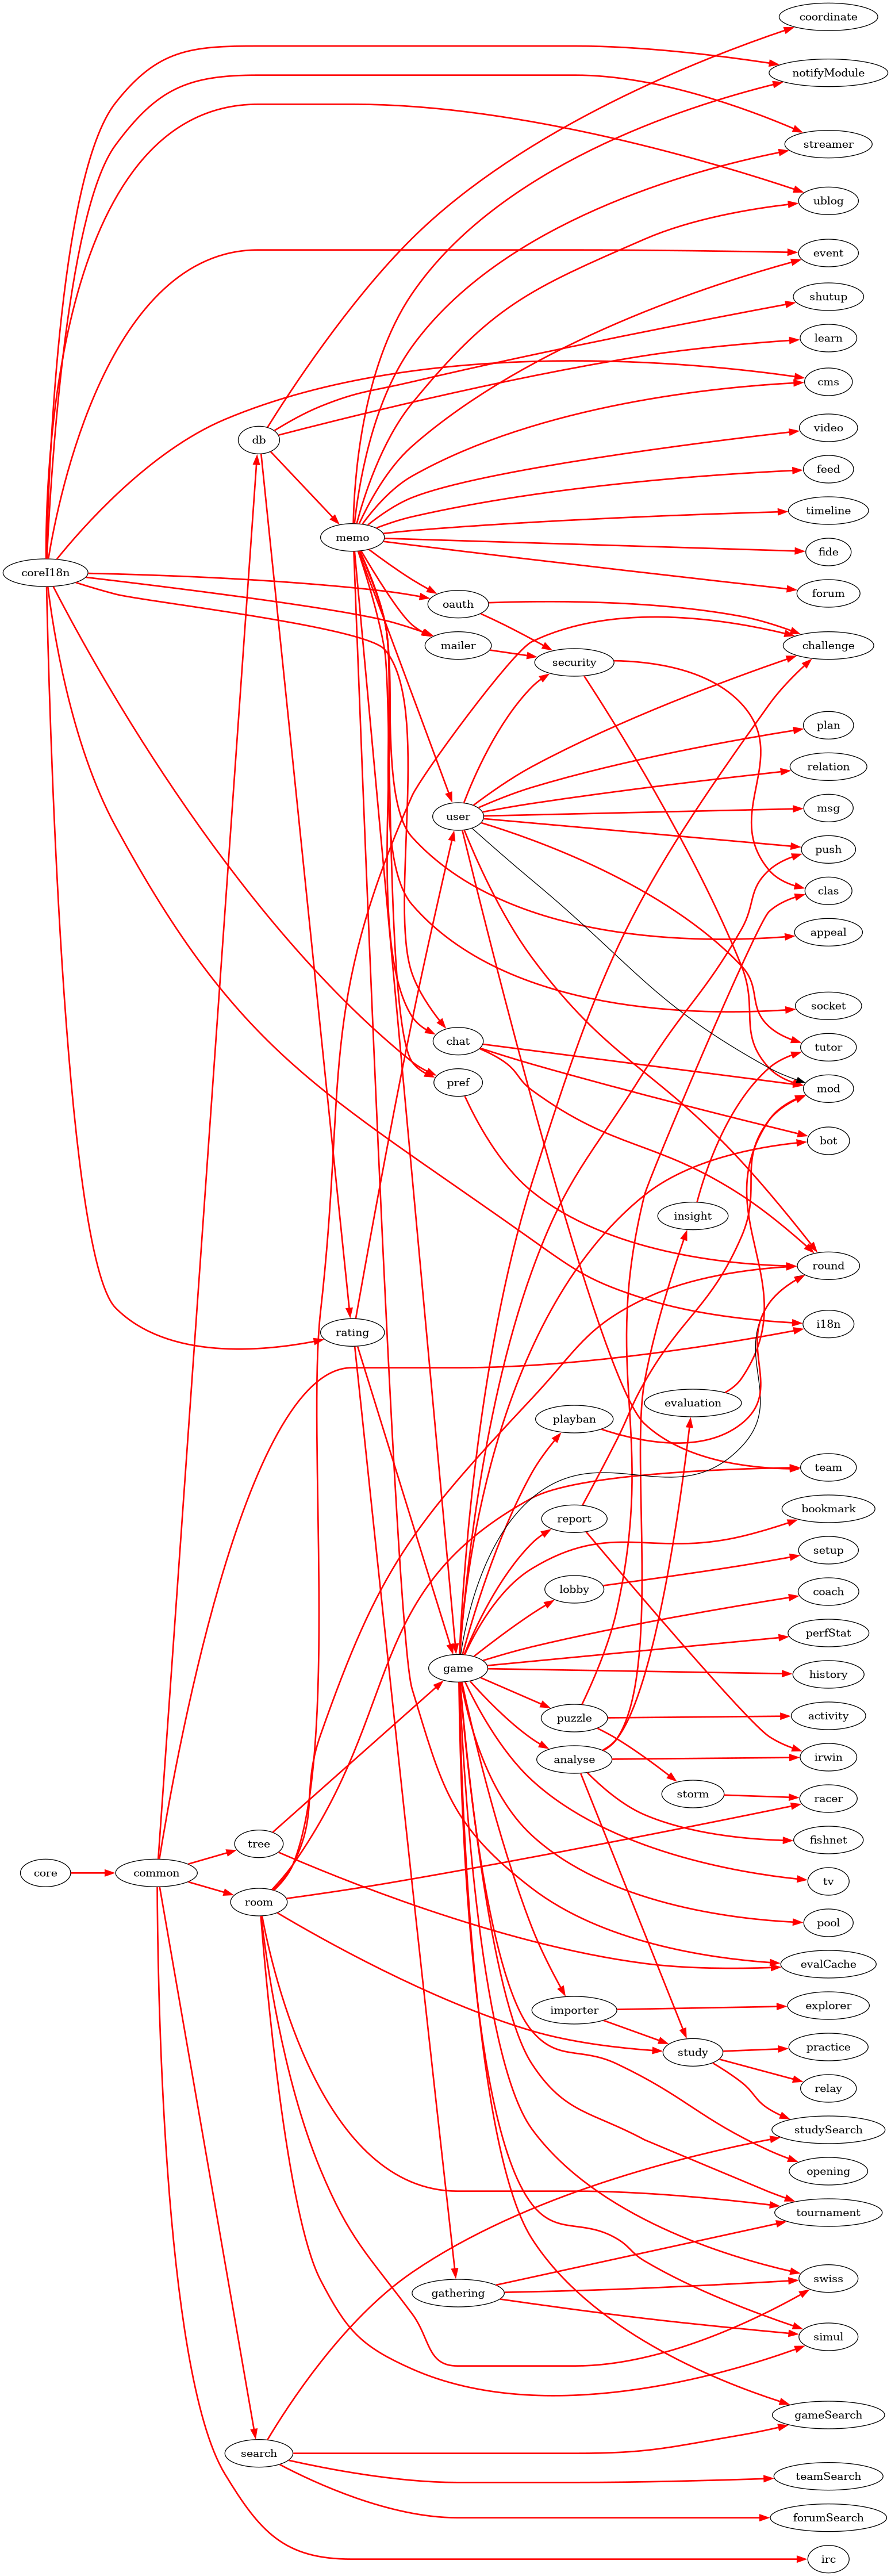 coordinate
notifyModule
streamer
ublog
event
shutup
learn
cms
video
db
feed
timeline
memo
fide
coreI18n
forum
oauth
mailer
challenge
security
plan
relation
msg
user
push
clas
appeal
socket
chat
tutor
pref
mod
bot
insight
round
i18n
rating
evaluation
playban
team
bookmark
report
setup
lobby
coach
perfStat
game
history
puzzle
activity
analyse
irwin
storm
racer
tree
fishnet
core
common
tv
room
pool
evalCache
importer
explorer
practice
study
relay
studySearch
opening
tournament
swiss
gathering
simul
gameSearch
search
teamSearch
forumSearch
irc